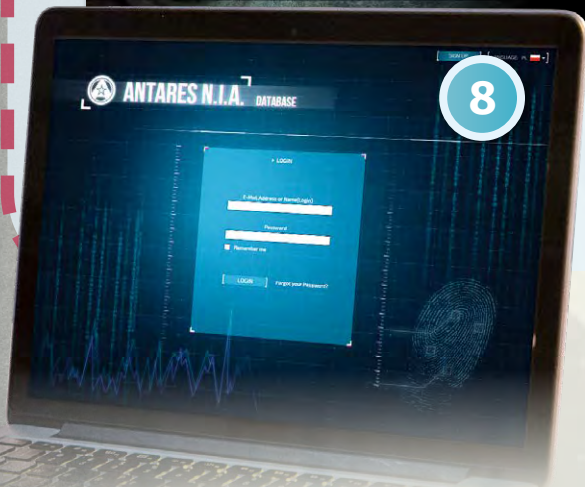 SIGN UP
LANGUAGE PL
8
ANTARES N.I.A. DATABASE
LOGIN
E-Mail Address or Name(Login)
Password
Remember me
LOGIN Forgot your Password?